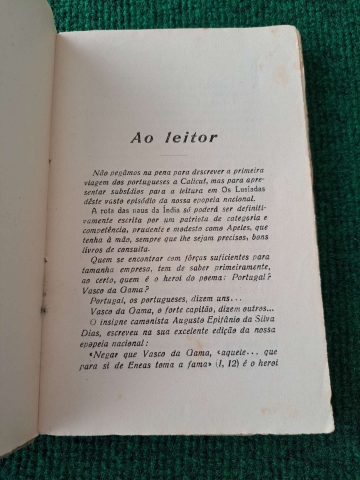 Ao leitor
Não pegámos na pena para descrever a primeira
viagem dos portugueses a Calicut, mas para apre-
sentar subsídios para a leitura em Os Lusíadas
dêste vasto episódio da nossa epopeia nacional.
A rota das naus da Índia só poderá ser definiti-
vamente escrita por um patrista de categoria e
competência, prudente e modesto como Apeles, que
tenha à mão, sempre que lhe sejam precisos, bons
livros de consulta.
Quem se encontrar com fôrças suficientes para
tamanha empresa, tem de saber primeiramente,
ao certo, quem é o heroi do poema: Portugal?
Vasco da Gama?
Portugal, os portugueses, dizem uns...
Vasco da Gama, o forte capitão, dizem outros...
O insigne camonista Augusto Epifânio da Silva
Dias, escreveu na sua excelente edição da nossa
epopeia nacional:
«Negar que Vasco da Gama, «aquele... que
para si de Eneas toma a fama» (I, 12) é o heroi